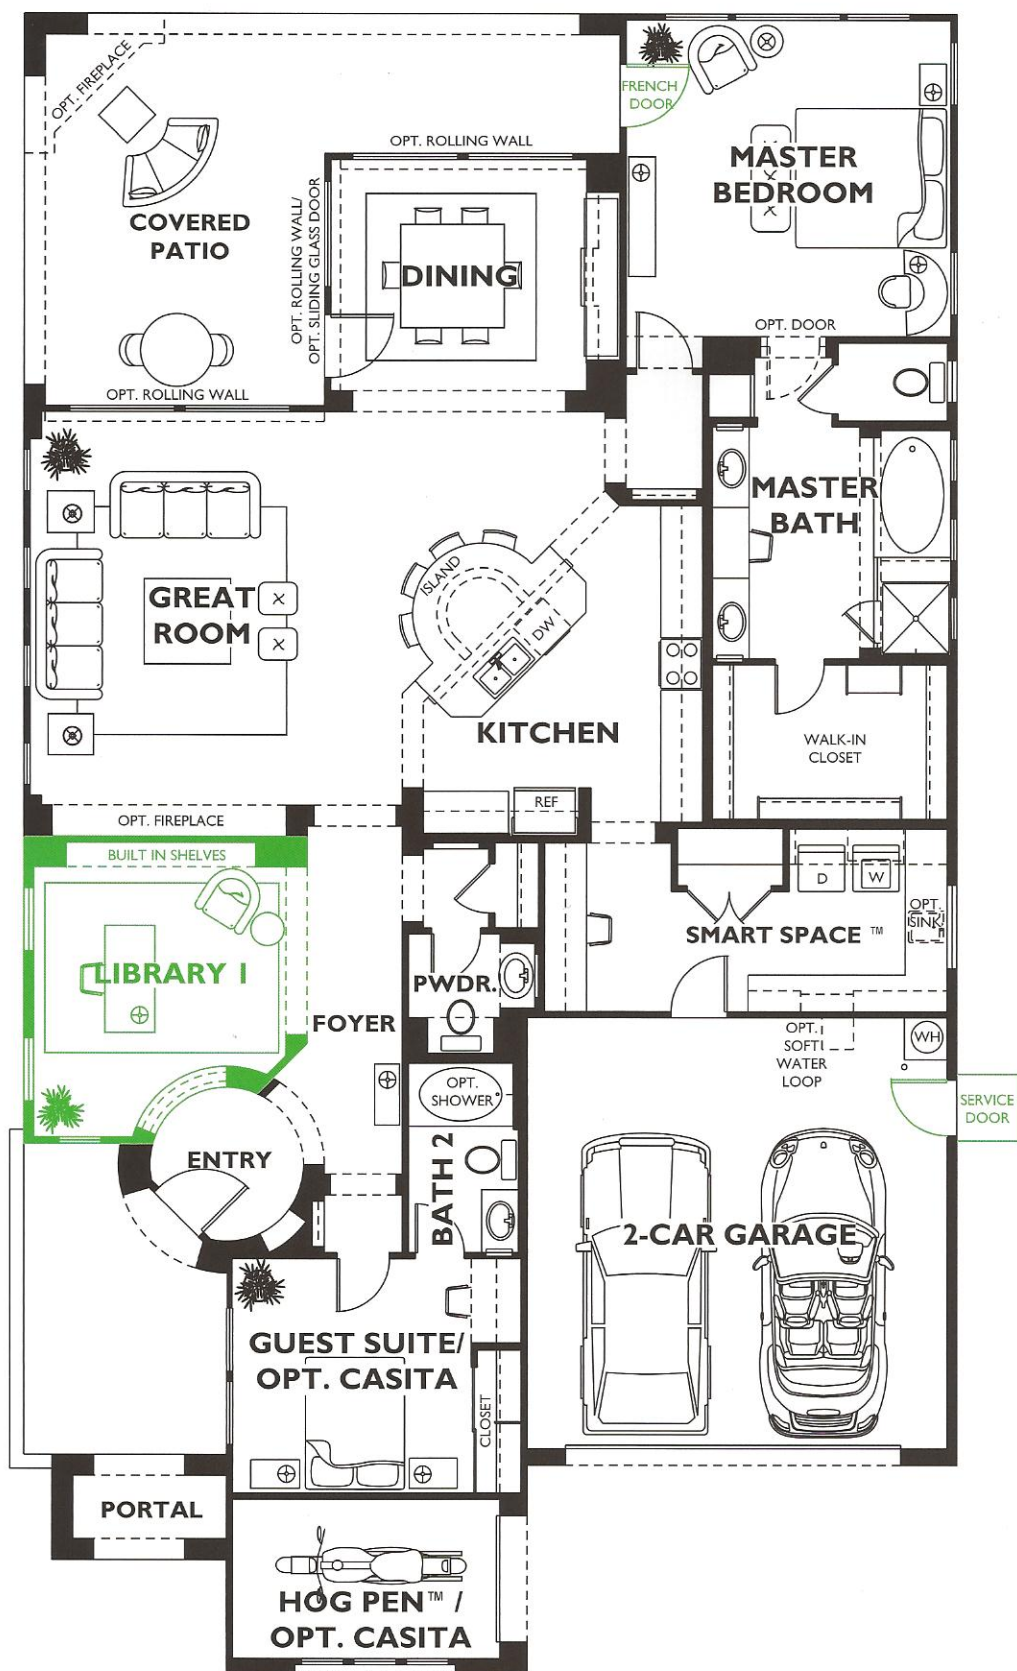 OPT. FIREPLACE
COVERED
PATIO
OPT. ROLLING WALL
OPT. ROLLING WALL/
OPT. SLIDING GLASS DOOR
DINING
OPT. ROLLING WALL
FRENCH
DOOR
MASTER
BEDROOM
OPT. DOOR
MASTER
BATH
GREAT
ROOM
ISLAND
DW
KITCHEN
WALK-IN
CLOSET
REF
OPT. FIREPLACE
BUILT IN SHELVES
LIBRARY 1
D
W
OPT.
SINK
SMART SPACE ™
PWDR.
FOYER
OPT.
SOFT
WATER
LOOP
WH
SERVICE
DOOR
OPT.
SHOWER
ENTRY
BATH 2
2-CAR GARAGE
GUEST SUITE/
OPT. CASITA
CLOSET
PORTAL
HOG PEN™ /
OPT. CASITA